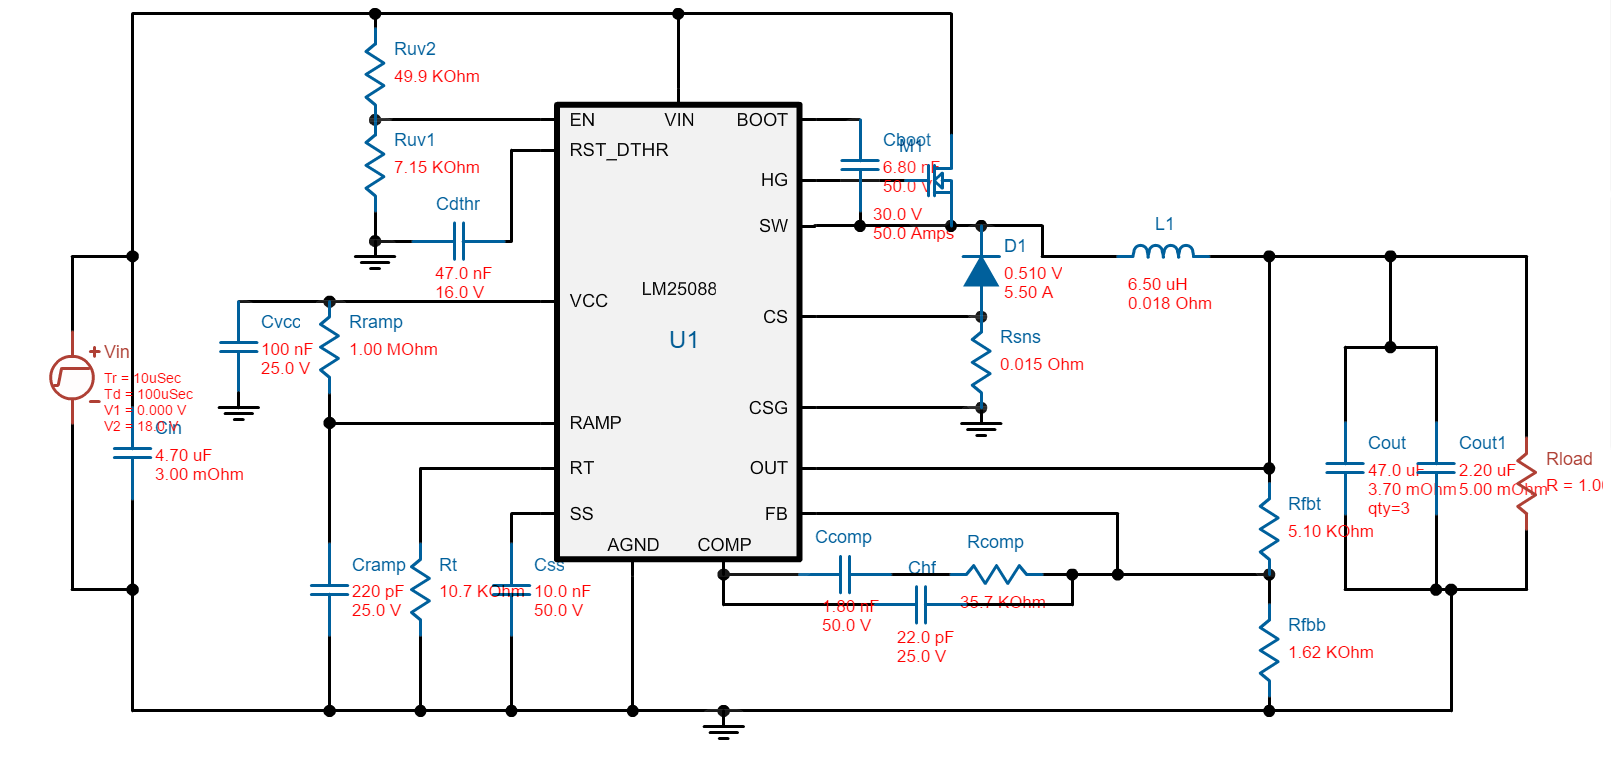 Ruv2
49.9 KOhm
Ruv1
7.15 KOhm
Cdthr
47.0 nF
16.0 V
EN
VIN
BOOT
RST_DTHR
HG
SW
VCC
LM25088
U1
CS
CSG
RAMP
RT
OUT
SS
FB
AGND
COMP
Cboot
6.80 nF
50.0 V
M1
30.0 V
50.0 Amps
D1
0.510 V
5.50 A
L1
6.50 uH
0.018 Ohm
Rsns
0.015 Ohm
Cvcc
100 nF
25.0 V
Rramp
1.00 MOhm
+ Vin
Tr = 10uSec
Td = 100uSec
V1 = 0.000 V
V2 = 18.0 V
Cin
4.70 uF
3.00 mOhm
Cramp
220 pF
25.0 V
Rt
10.7 KOhm
Css
10.0 nF
50.0 V
Ccomp
1.80 nF
50.0 V
Chf
22.0 pF
25.0 V
Rcomp
35.7 KOhm
Rfbt
5.10 KOhm
Rfbb
1.62 KOhm
Cout
47.0 uF
3.70 mOhm
qty=3
Cout1
2.20 uF
5.00 mOhm
Rload
R = 1.0